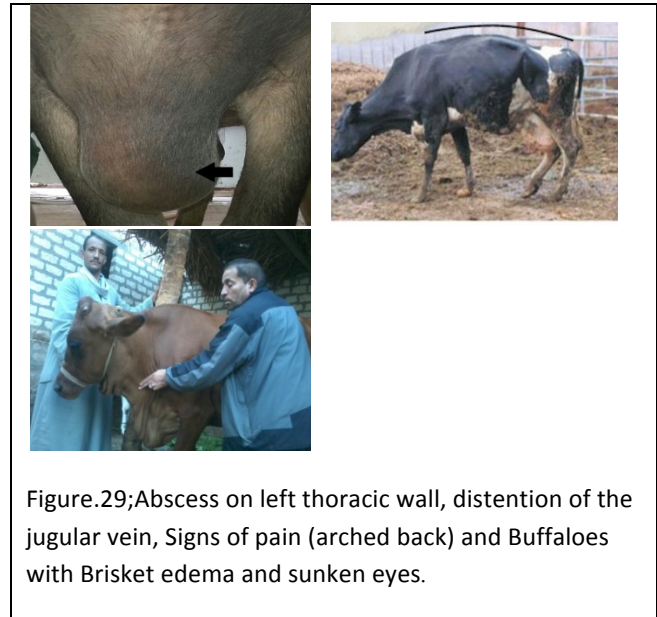 Figure.29;Abscess on left thoracic wall, distention of the
jugular vein, Signs of pain (arched back) and Buffaloes
with Brisket edema and sunken eyes.